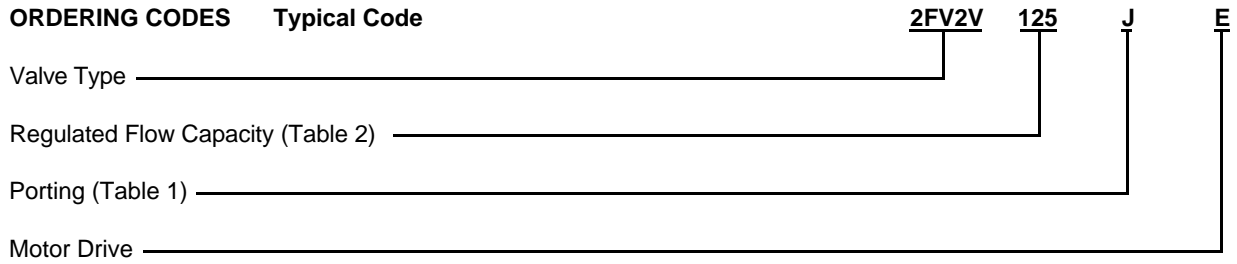 ORDERING CODES Typical Code 2FV2V 125 J E
Valve Type
Regulated Flow Capacity (Table 2)
Porting (Table 1)
Motor Drive